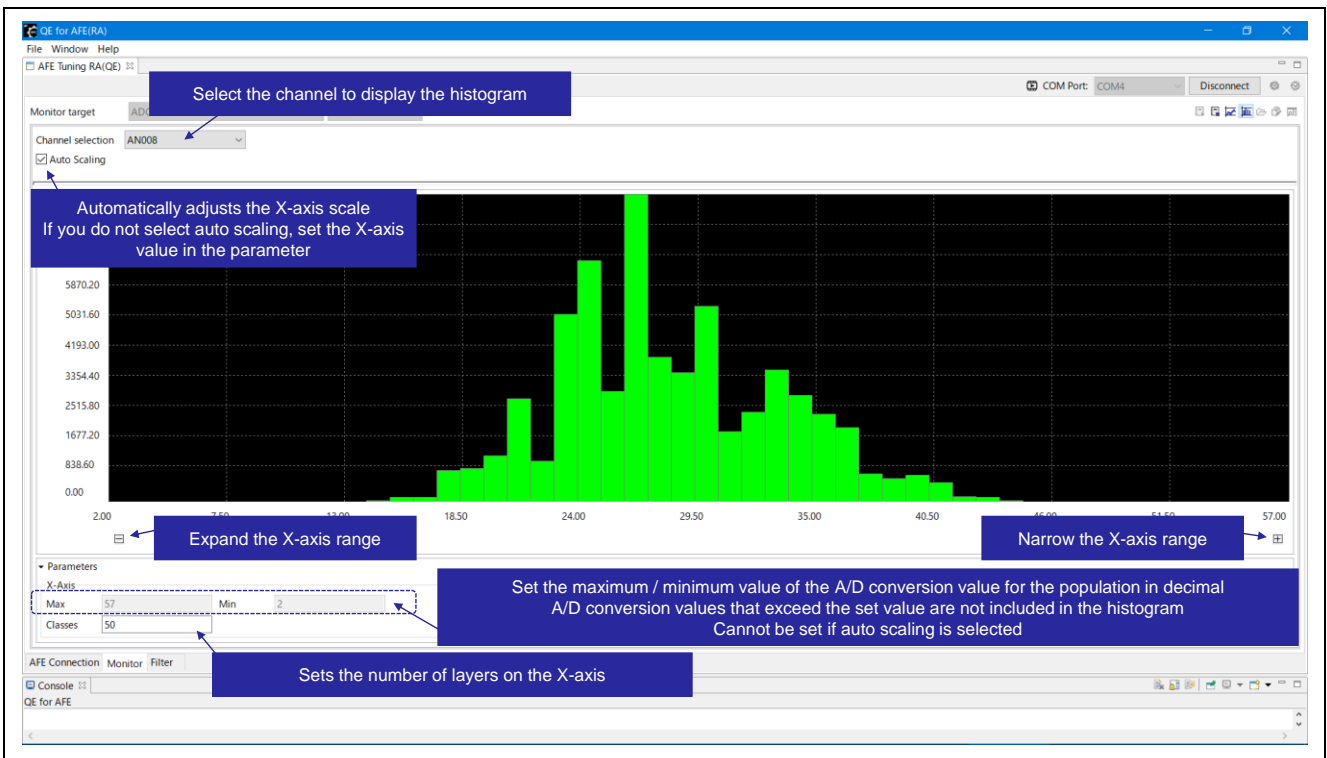 QE for AFE(RA)
File Window Help
AFE Tuning RA(QE)
COM Port: COM4 Disconnect
Select the channel to display the histogram
Monitor target
Channel selection AN008
Auto Scaling
Automatically adjusts the X-axis scale
If you do not select auto scaling, set the X-axis
value in the parameter
5870.20
5031.60
4193.00
3354.40
2515.80
1677.20
838.60
0.00
2.00 7.50 13.00 18.50 24.00 29.50 35.00 40.50 46.00 51.50 57.00
Expand the X-axis range
Narrow the X-axis range
Parameters
X-Axis
Max 57 Min 2
Classes 50
Set the maximum / minimum value of the A/D conversion value for the population in decimal
A/D conversion values that exceed the set value are not included in the histogram
Cannot be set if auto scaling is selected
Sets the number of layers on the X-axis
AFE Connection Monitor Filter
Console
QE for AFE